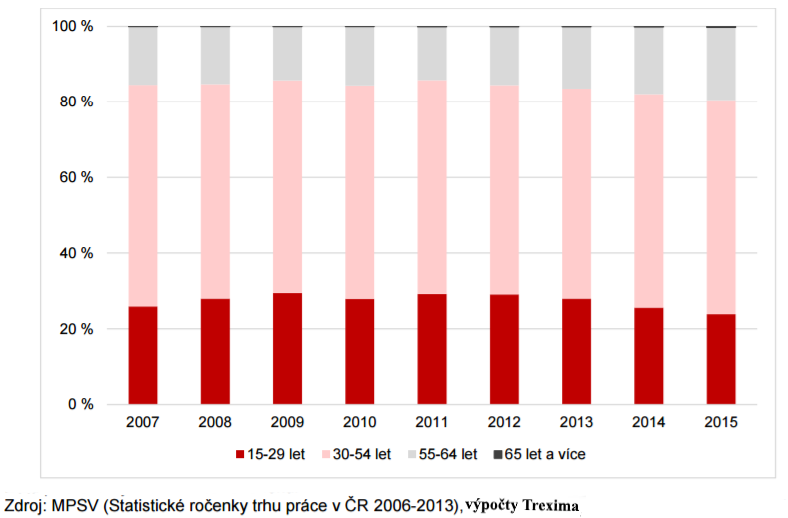 100 %
80 %
60 %
40 %
20 %
0 %
2007 2008 2009 2010 2011 2012 2013 2014 2015
15-29 let 30-54 let 55-64 let 65 let a více
Zdroj: MPSV (Statistické ročenky trhu práce v ČR 2006-2013), výpočty Trexima